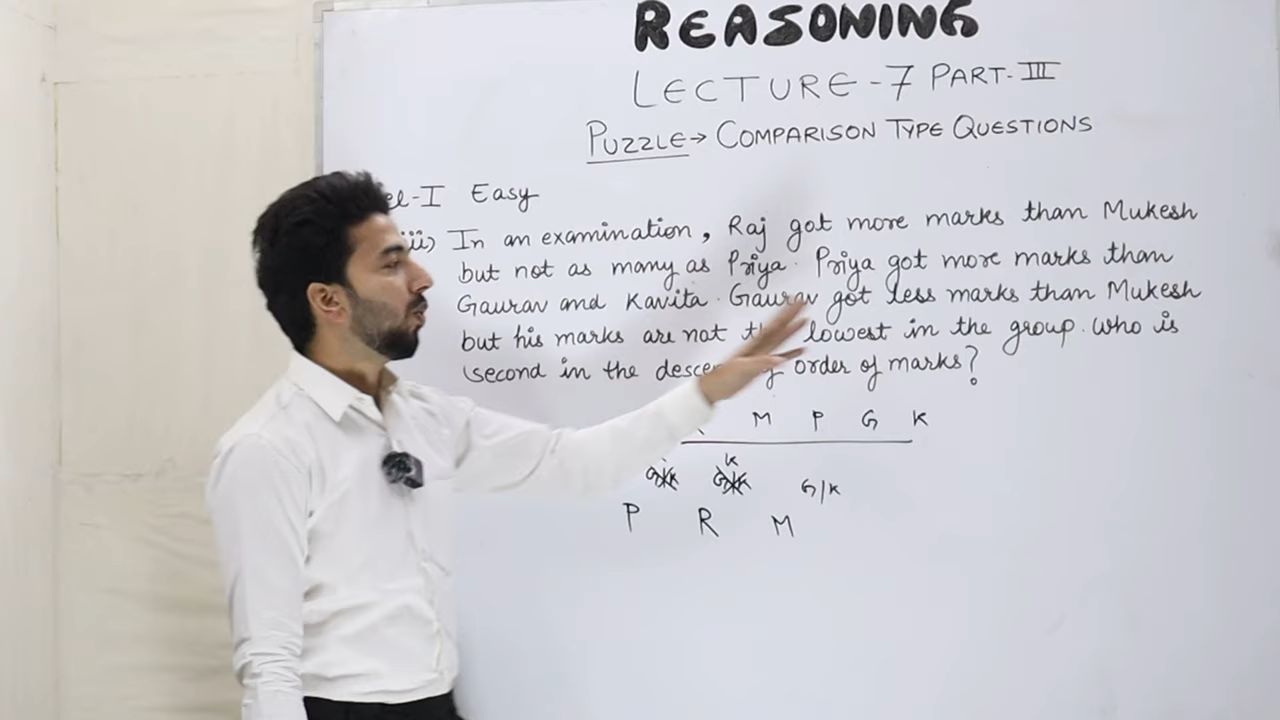 REASONING
LECTURE-7 PART-III
PUZZLE→ COMPARISON TYPE QUESTIONS
-I Easy
iii) In an examination, Raj got more marks than Mukesh
but not as many as Priya. Priya got more marks than
Gaurav and Kavita. Gaurav got less marks than Mukesh
but his marks are not lowest in the group. who is
second in the order of marks?
M P G K
K
G/K
P R M